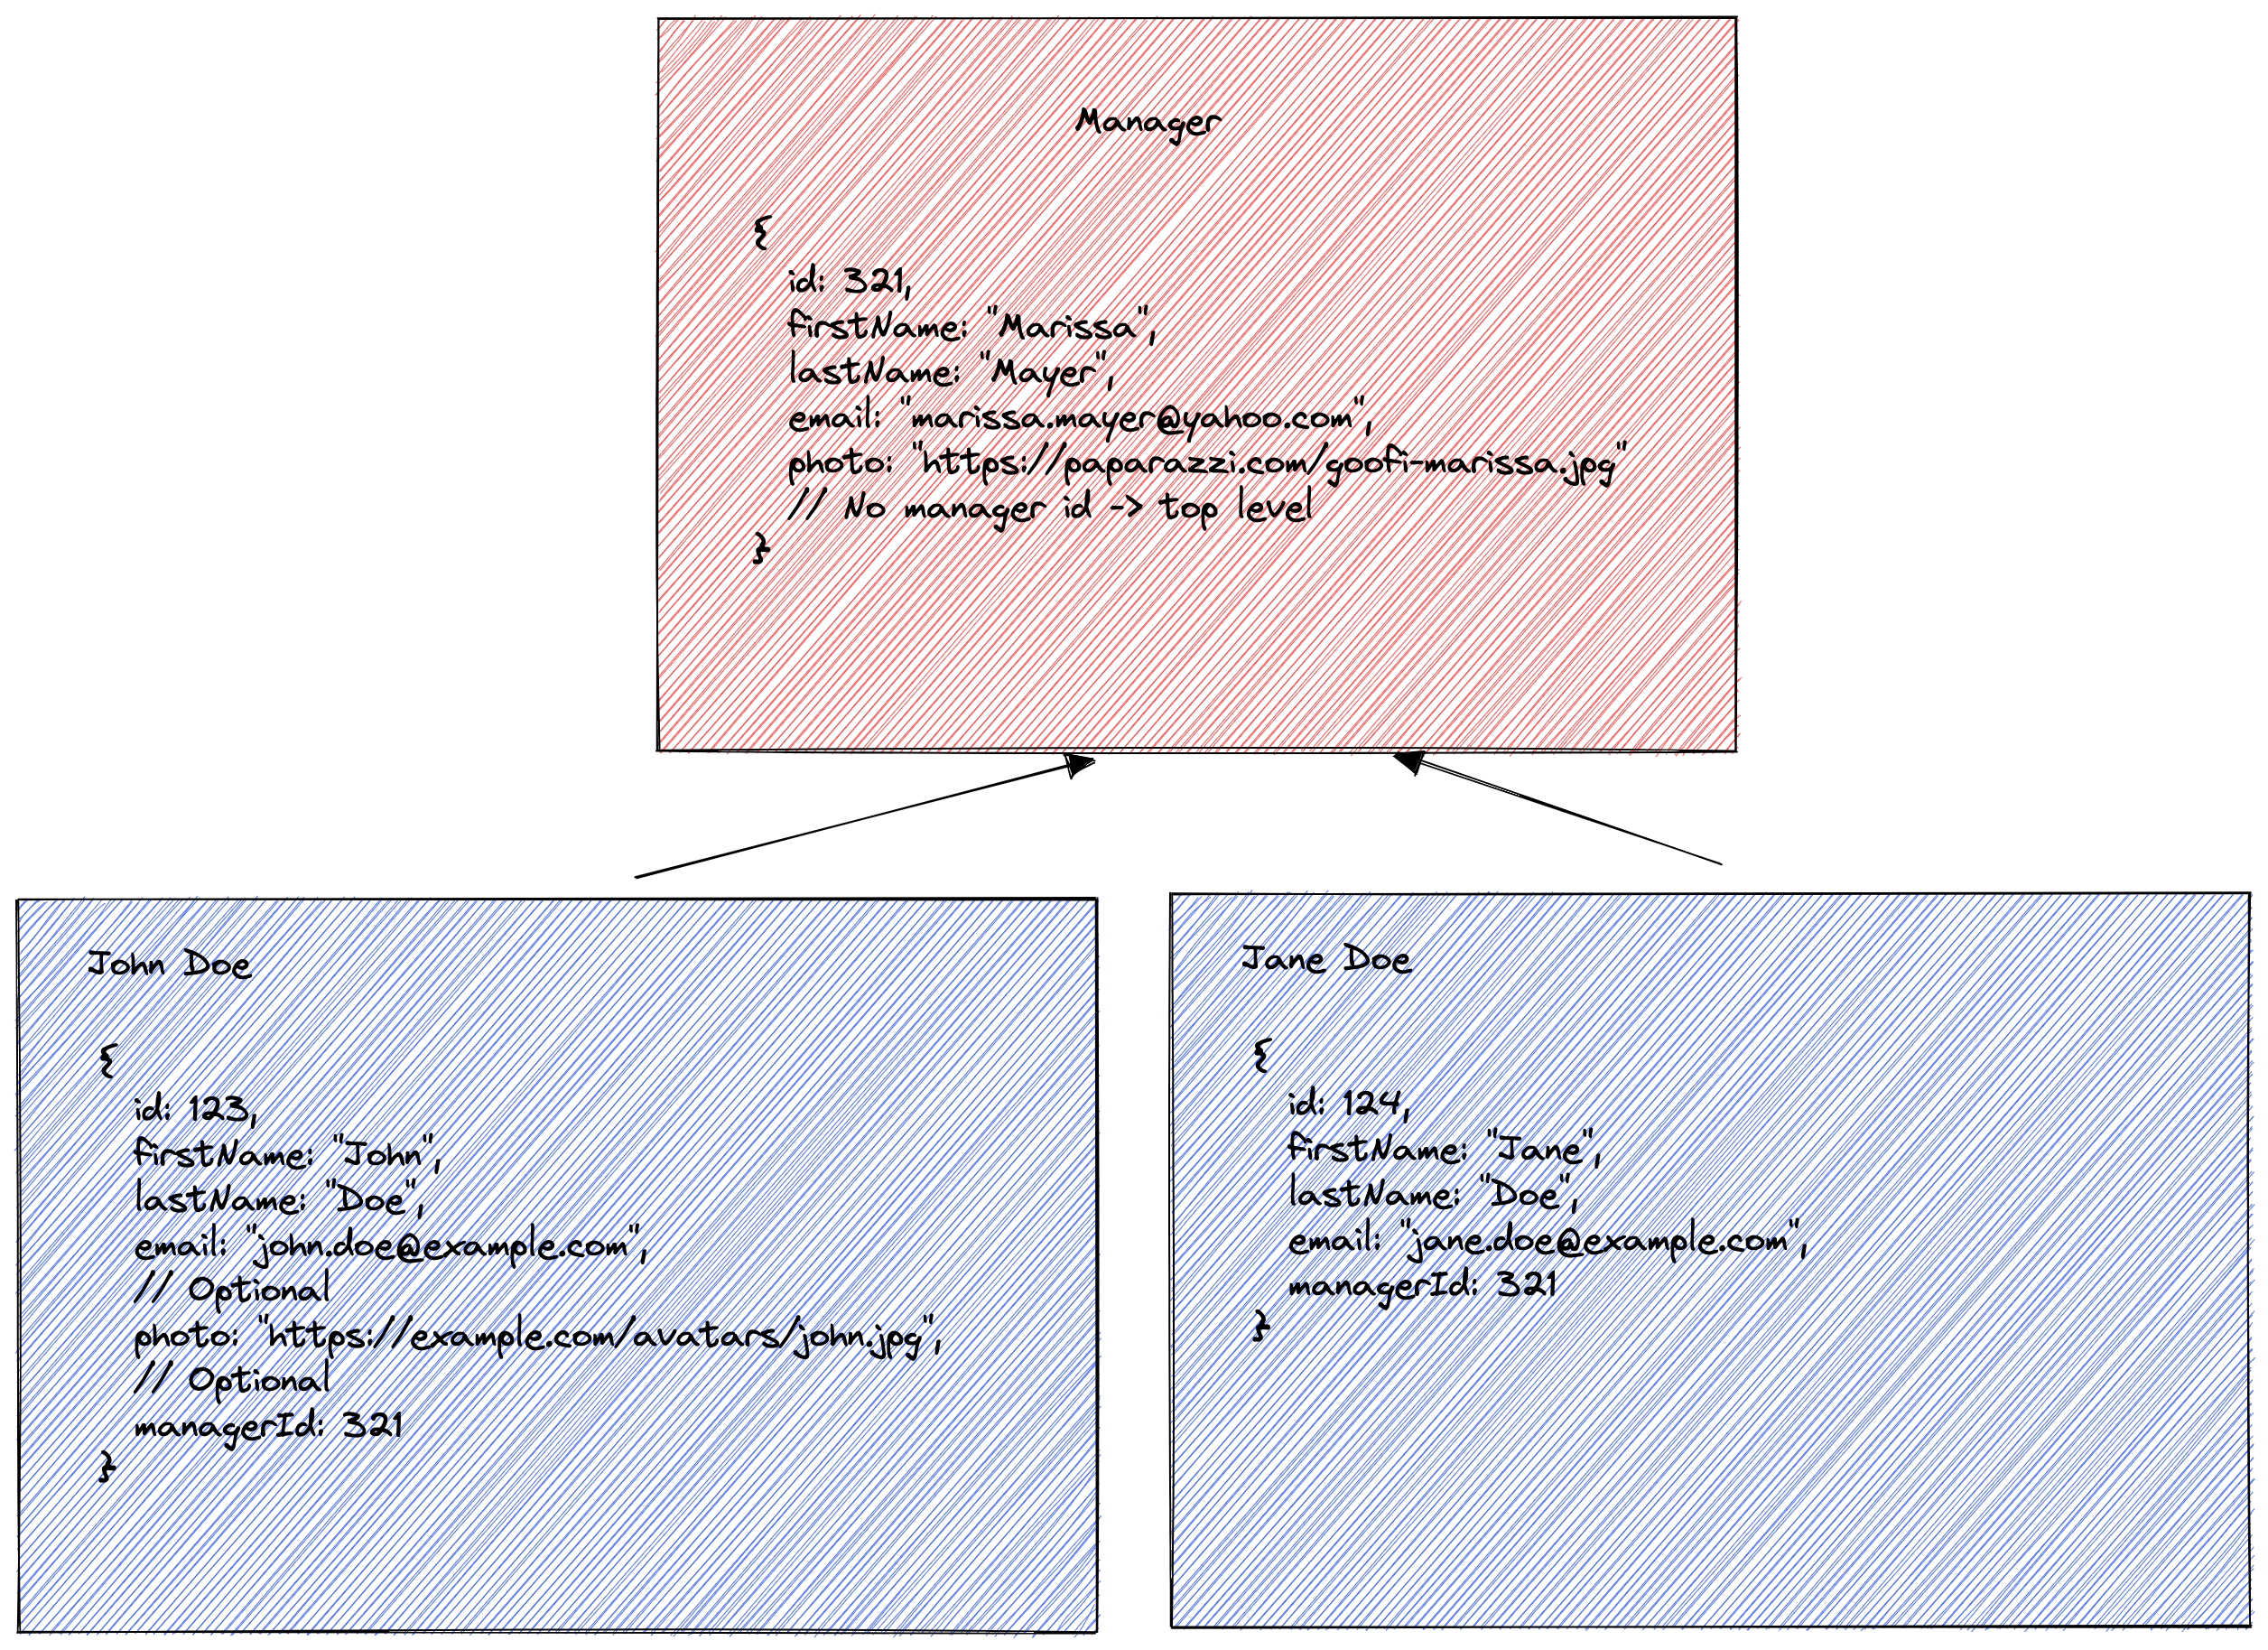 Manager
{
id: 321,
firstName: "Marissa",
lastName: "Mayer",
email: "marissa.mayer@yahoo.com",
photo: "https://paparazzi.com/goofi-marissa.jpg"
// No manager id -> top level
}
John Doe
{
id: 123,
firstName: "John",
lastName: "Doe",
email: "john.doe@example.com",
// Optional
photo: "https://example.com/avatars/john.jpg",
// Optional
managerId: 321
}
Jane Doe
{
id: 124,
firstName: "Jane",
lastName: "Doe",
email: "jane.doe@example.com",
managerId: 321
}